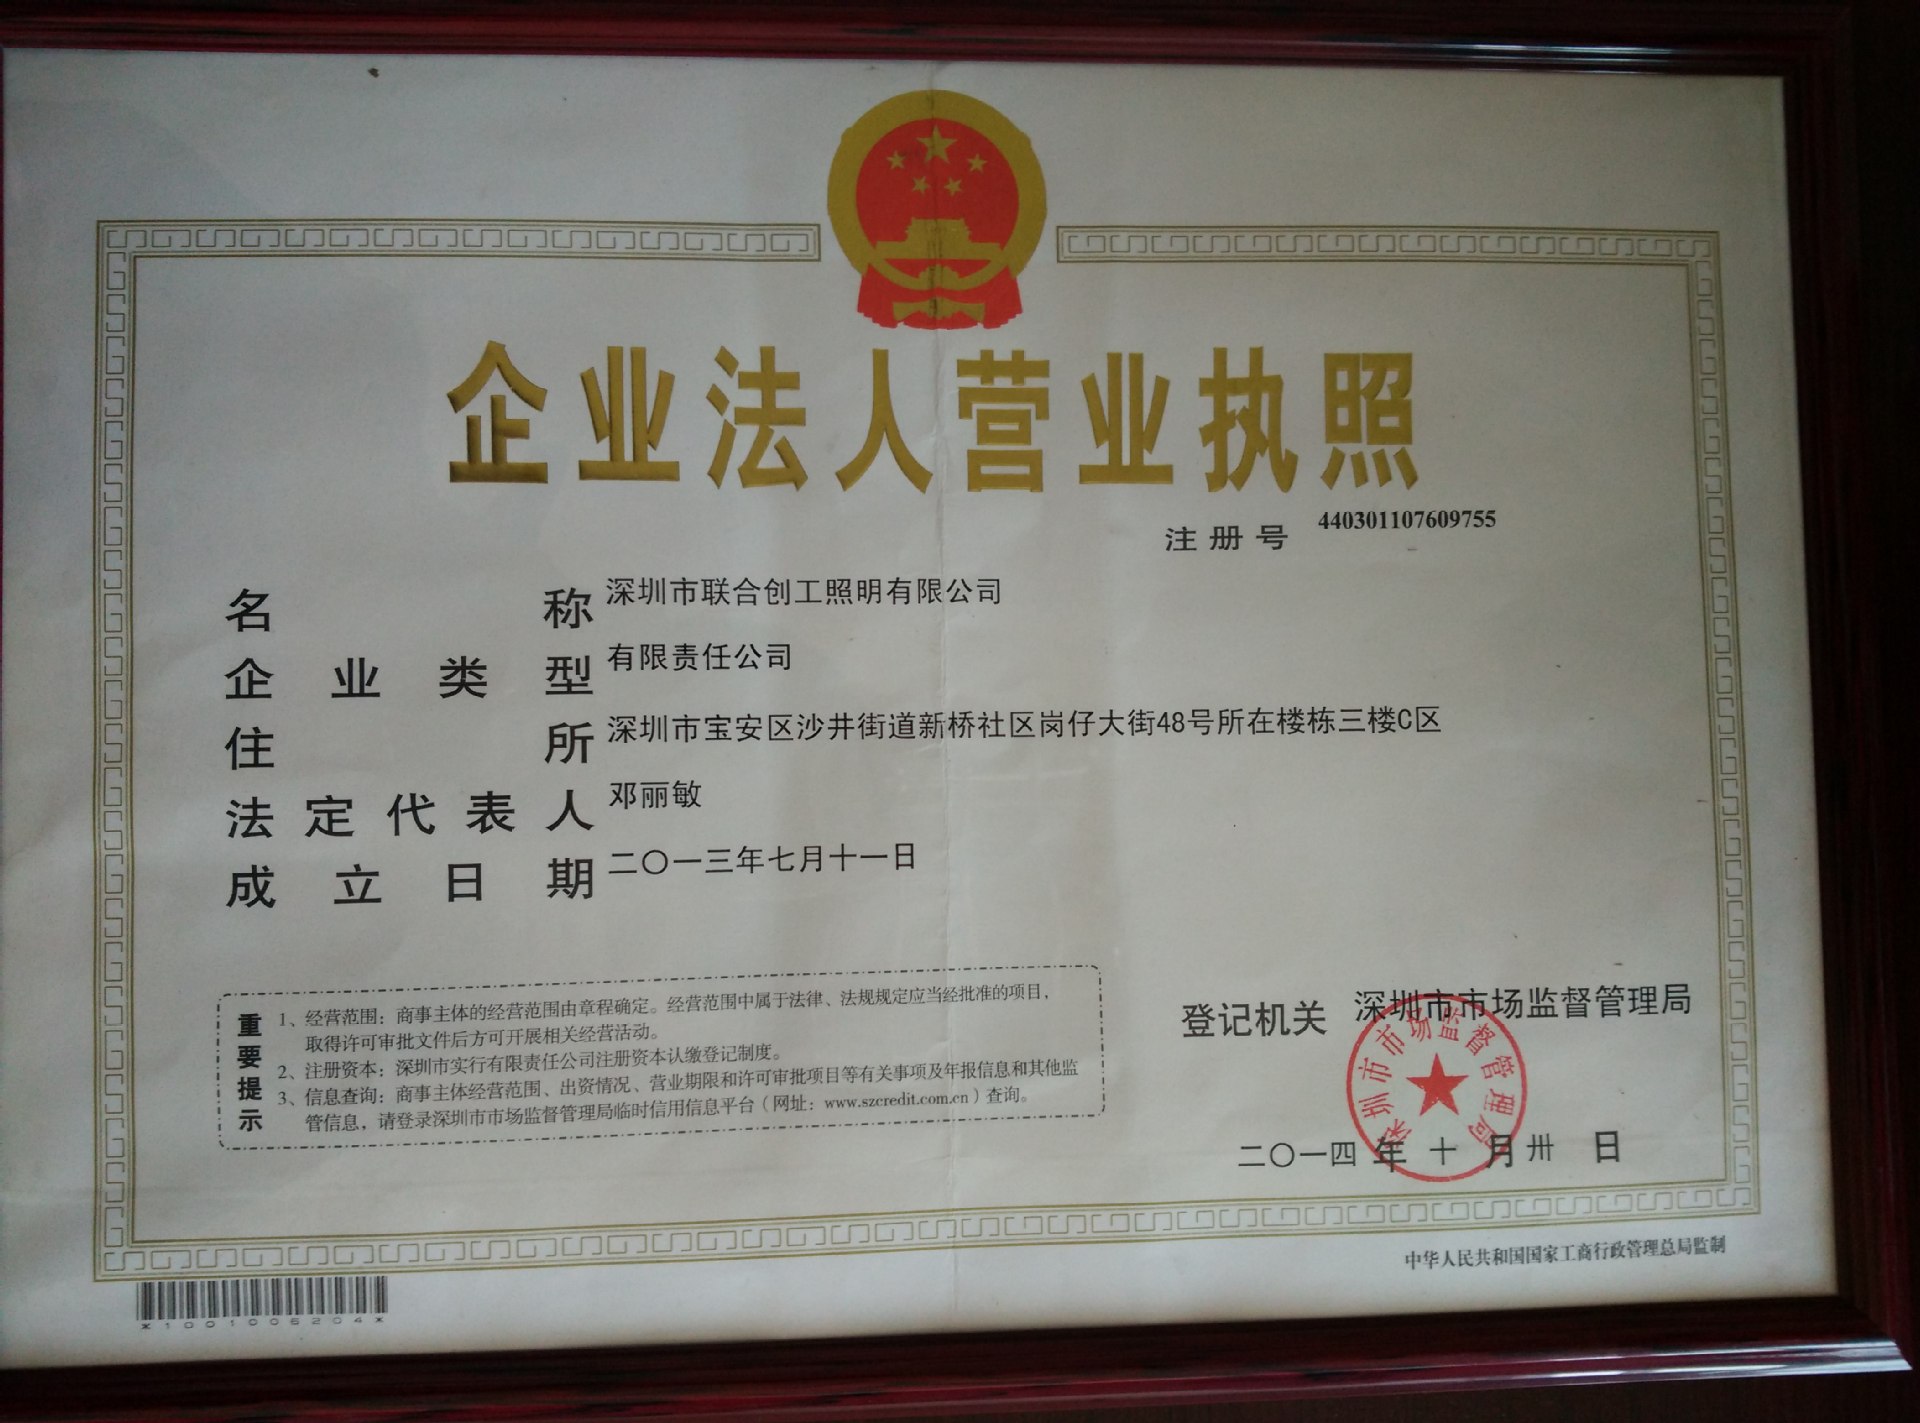 企业法人营业执照
注册号 440301107609755
名称 深圳市联合创工照明有限公司
企业类型 有限责任公司
住所 深圳市宝安区沙井街道新桥社区岗仔大街48号所在楼栋三楼C区
法定代表人 邓丽敏
成立日期 二〇一三年七月十一日
重要提示
1、经营范围：商事主体的经营范围由章程确定。经营范围中属于法律、法规规定应当经批准的项目，
取得许可审批文件后方可开展相关经营活动。
2、注册资本：深圳市实行有限责任公司注册资本认缴登记制度。
3、信息查询：商事主体经营范围、出资情况、营业期限和许可审批项目等有关事项及年报信息和其他监
管信息，请登录深圳市市场监督管理局临时信用信息平台（网址：www.szcredit.com.cn）查询。
登记机关 深圳市市场监督管理局
深圳市市场监督管理局
二〇一四年十月卅日
中华人民共和国国家工商行政管理总局监制
*1001006204*